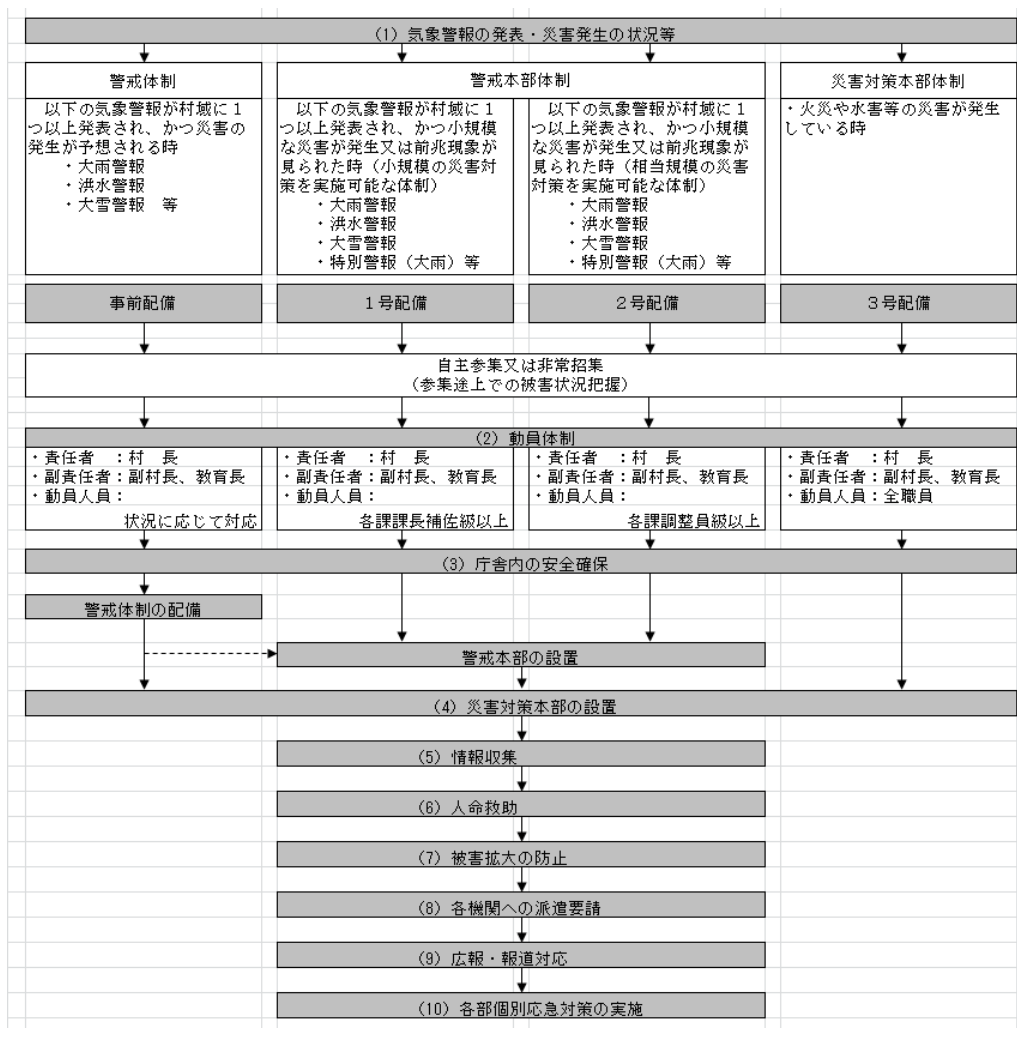 (1) 気象警報の発表・災害発生の状況等
警戒体制
以下の気象警報が村域に１
つ以上発表され、かつ災害の
発生が予想される時
・大雨警報
・洪水警報
・大雪警報　等
警戒本部体制
以下の気象警報が村域に１
つ以上発表され、かつ小規模
な災害が発生又は前兆現象が
見られた時（小規模の災害対
策を実施可能な体制）
・大雨警報
・洪水警報
・大雪警報
・特別警報（大雨）等
以下の気象警報が村域に１
つ以上発表され、かつ小規模
な災害が発生又は前兆現象が
見られた時（相当規模の災害
対策を実施可能な体制）
・大雨警報
・洪水警報
・大雪警報
・特別警報（大雨）等
災害対策本部体制
・火災や水害等の災害が発生
している時
事前配備
１号配備
２号配備
３号配備
自主参集又は非常招集
（参集途上での被害状況把握）
(2) 動員体制
・責任者　：村　長
・副責任者：副村長、教育長
・動員人員：
状況に応じて対応
・責任者　：村　長
・副責任者：副村長、教育長
・動員人員：
各課課長補佐級以上
・責任者　：村　長
・副責任者：副村長、教育長
・動員人員：
各課調整員級以上
・責任者　：村　長
・副責任者：副村長、教育長
・動員人員：全職員
(3) 庁舎内の安全確保
警戒体制の配備
警戒本部の設置
(4) 災害対策本部の設置
(5) 情報収集
(6) 人命救助
(7) 被害拡大の防止
(8) 各機関への派遣要請
(9) 広報・報道対応
(10) 各部個別応急対策の実施